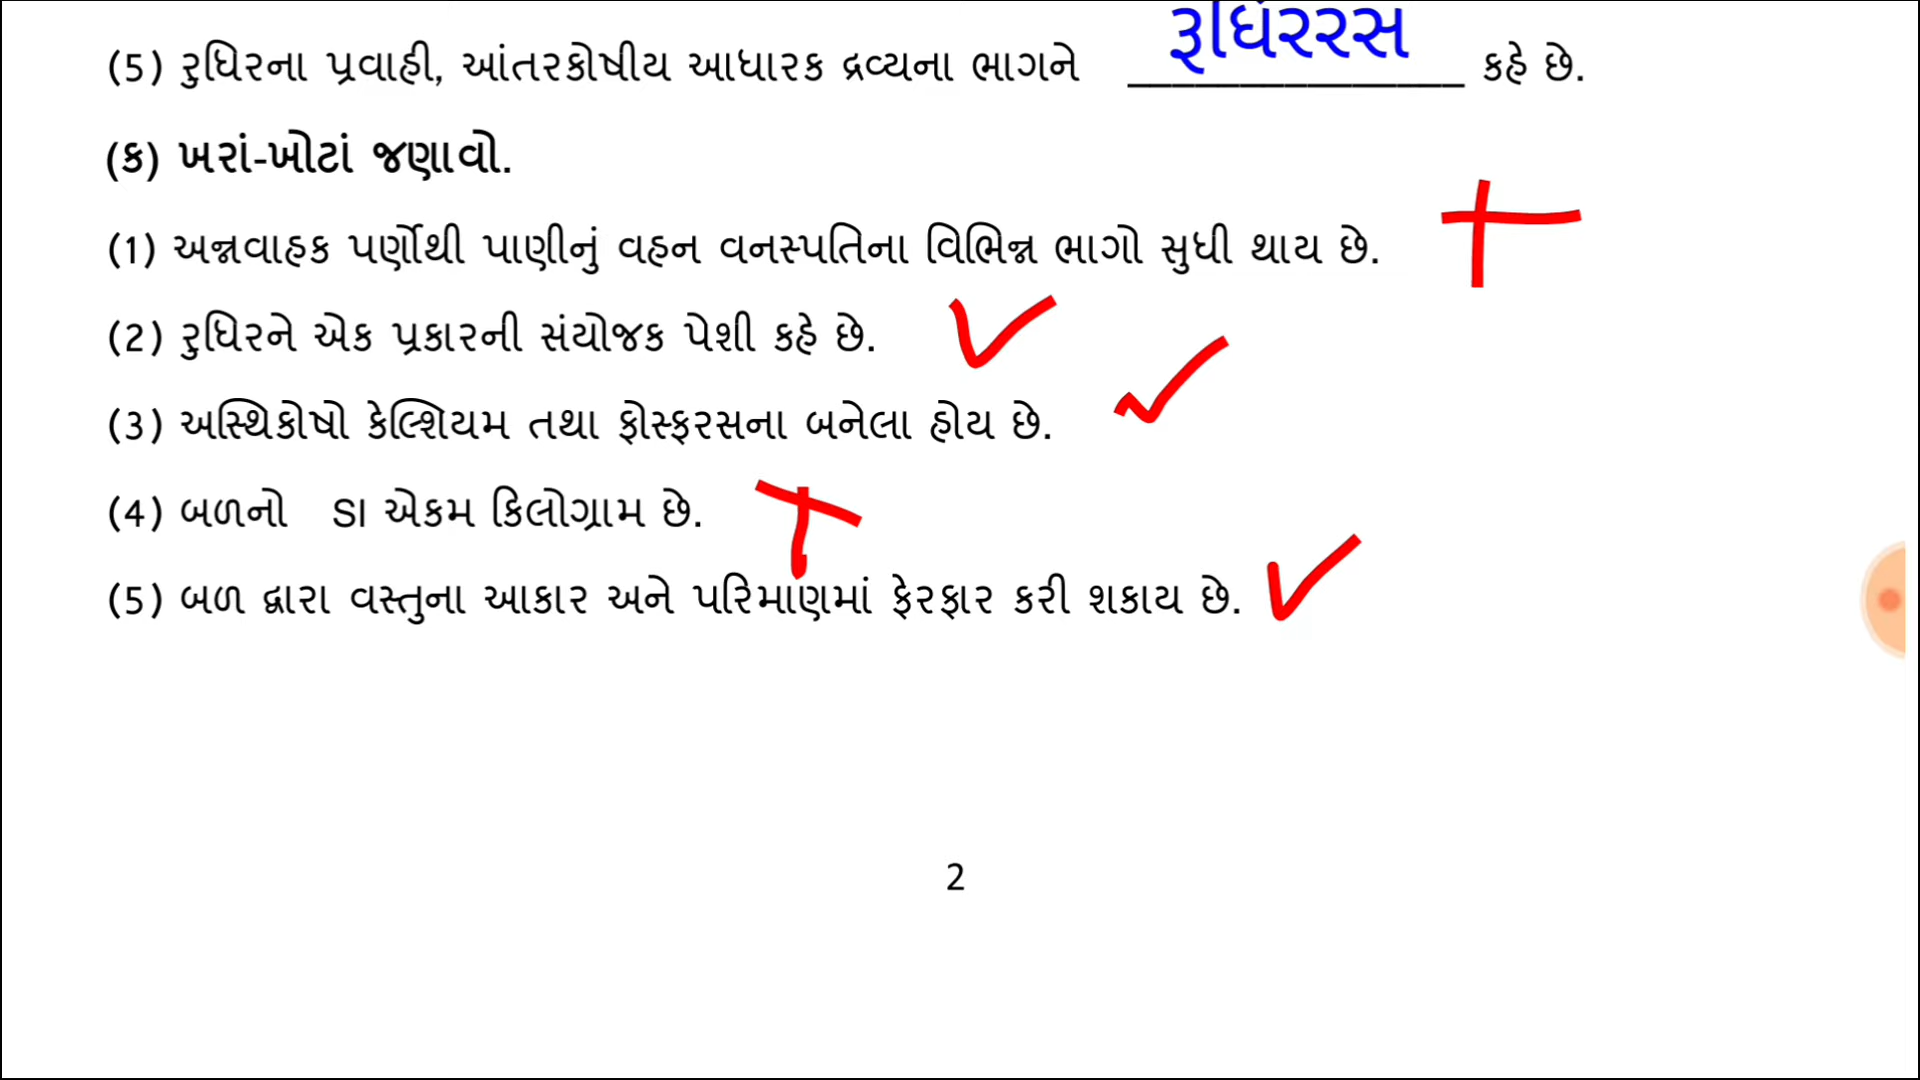 (5) રુધિરના પ્રવાહી, આંતરકોષીય આધારક દ્રવ્યના ભાગને રૂધિરરસ કહે છે.
(ક) ખરાં-ખોટાં જણાવો.
(1) અન્નવાહક પર્ણોથી પાણીનું વહન વનસ્પતિના વિભિન્ન ભાગો સુધી થાય છે.
(2) રુધિરને એક પ્રકારની સંયોજક પેશી કહે છે.
(3) અસ્થિકોષો કેલ્શિયમ તથા ફોસ્ફરસના બનેલા હોય છે.
(4) બળનો SI એકમ કિલોગ્રામ છે.
(5) બળ દ્વારા વસ્તુના આકાર અને પરિમાણમાં ફેરફાર કરી શકાય છે.
2